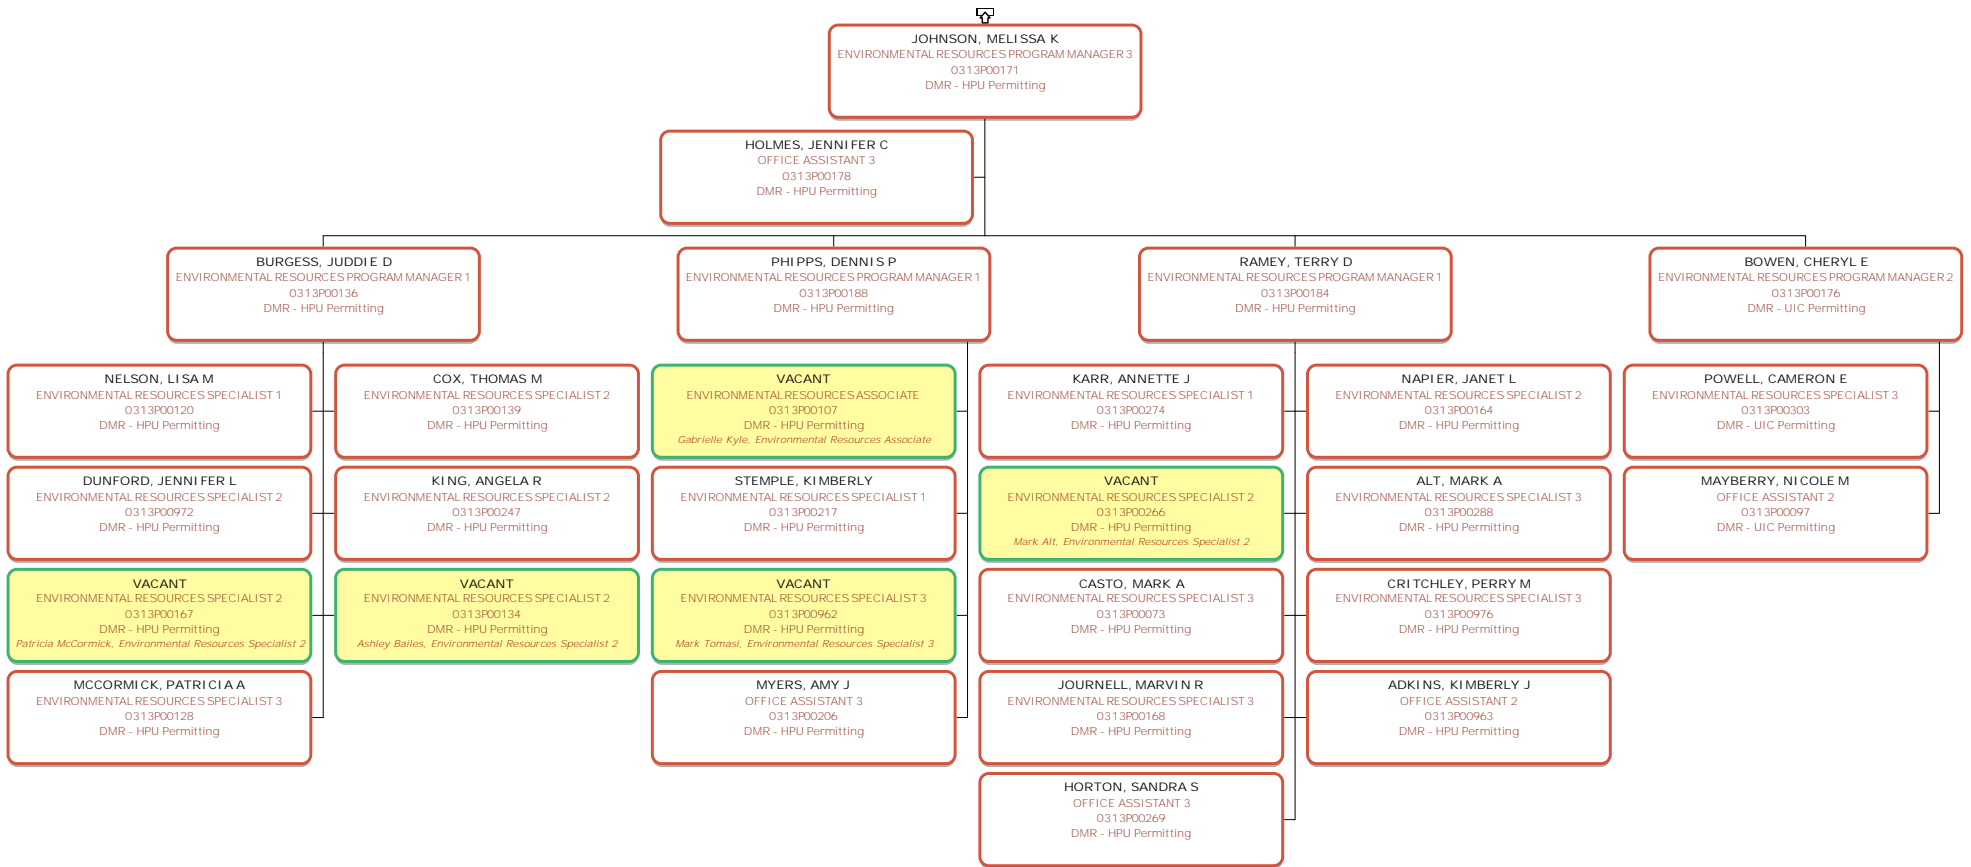 JOHNSON, MELISSA K
ENVIRONMENTAL RESOURCES PROGRAM MANAGER 3
0313P00171
DMR - HPU Permitting
HOLMES, JENNIFER C
OFFICE ASSISTANT 3
0313P00178
DMR - HPU Permitting
BURGESS, JUDDIE D
ENVIRONMENTAL RESOURCES PROGRAM MANAGER 1
0313P00136
DMR - HPU Permitting
PHIPPS, DENNIS P
ENVIRONMENTAL RESOURCES PROGRAM MANAGER 1
0313P00188
DMR - HPU Permitting
RAMEY, TERRY D
ENVIRONMENTAL RESOURCES PROGRAM MANAGER 1
0313P00184
DMR - HPU Permitting
BOWEN, CHERYL E
ENVIRONMENTAL RESOURCES PROGRAM MANAGER 2
0313P00176
DMR - UIC Permitting
NELSON, LISA M
ENVIRONMENTAL RESOURCES SPECIALIST 1
0313P00120
DMR - HPU Permitting
COX, THOMAS M
ENVIRONMENTAL RESOURCES SPECIALIST 2
0313P00139
DMR - HPU Permitting
VACANT
ENVIRONMENTAL RESOURCES ASSOCIATE
0313P00107
DMR - HPU Permitting
Gabrielle Kyle, Environmental Resources Associate
KARR, ANNETTE J
ENVIRONMENTAL RESOURCES SPECIALIST 1
0313P00274
DMR - HPU Permitting
NAPIER, JANET L
ENVIRONMENTAL RESOURCES SPECIALIST 2
0313P00164
DMR - HPU Permitting
POWELL, CAMERON E
ENVIRONMENTAL RESOURCES SPECIALIST 3
0313P00303
DMR - UIC Permitting
DUNFORD, JENNIFER L
ENVIRONMENTAL RESOURCES SPECIALIST 2
0313P00972
DMR - HPU Permitting
KING, ANGELA R
ENVIRONMENTAL RESOURCES SPECIALIST 2
0313P00247
DMR - HPU Permitting
STEMPLE, KIMBERLY
ENVIRONMENTAL RESOURCES SPECIALIST 1
0313P00217
DMR - HPU Permitting
VACANT
ENVIRONMENTAL RESOURCES SPECIALIST 2
0313P00266
DMR - HPU Permitting
Mark Alt, Environmental Resources Specialist 2
ALT, MARK A
ENVIRONMENTAL RESOURCES SPECIALIST 3
0313P00288
DMR - HPU Permitting
MAYBERRY, NICOLE M
OFFICE ASSISTANT 2
0313P00097
DMR - UIC Permitting
VACANT
ENVIRONMENTAL RESOURCES SPECIALIST 2
0313P00167
DMR - HPU Permitting
Patricia McCormick, Environmental Resources Specialist 2
VACANT
ENVIRONMENTAL RESOURCES SPECIALIST 2
0313P00134
DMR - HPU Permitting
Ashley Bailes, Environmental Resources Specialist 2
VACANT
ENVIRONMENTAL RESOURCES SPECIALIST 3
0313P00962
DMR - HPU Permitting
Mark Tomasi, Environmental Resources Specialist 3
CASTO, MARK A
ENVIRONMENTAL RESOURCES SPECIALIST 3
0313P00073
DMR - HPU Permitting
CRITCHLEY, PERRY M
ENVIRONMENTAL RESOURCES SPECIALIST 3
0313P00976
DMR - HPU Permitting
MCCORMICK, PATRICIA A
ENVIRONMENTAL RESOURCES SPECIALIST 3
0313P00128
DMR - HPU Permitting
MYERS, AMY J
OFFICE ASSISTANT 3
0313P00206
DMR - HPU Permitting
JOURNELL, MARVIN R
ENVIRONMENTAL RESOURCES SPECIALIST 3
0313P00168
DMR - HPU Permitting
ADKINS, KIMBERLY J
OFFICE ASSISTANT 2
0313P00963
DMR - HPU Permitting
HORTON, SANDRA S
OFFICE ASSISTANT 3
0313P00269
DMR - HPU Permitting